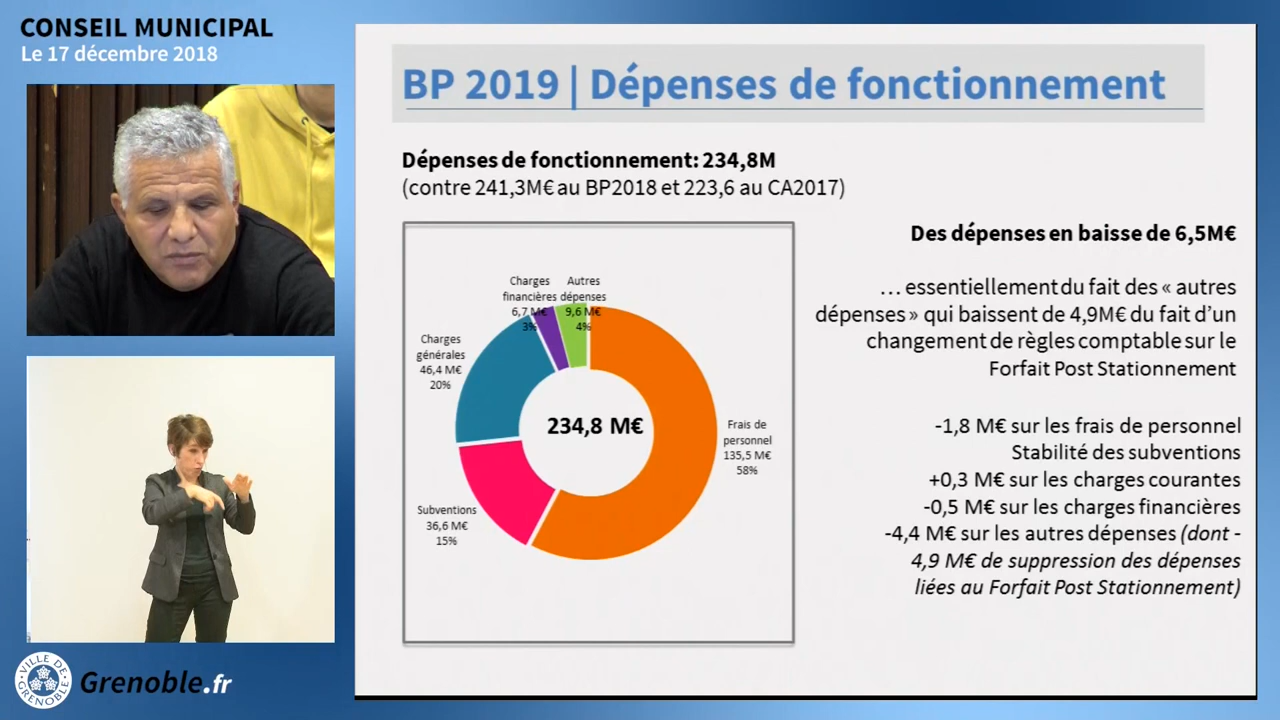 CONSEIL MUNICIPAL
Le 17 décembre 2018
BP 2019 | Dépenses de fonctionnement
Dépenses de fonctionnement: 234,8M
(contre 241,3M€ au BP2018 et 223,6 au CA2017)
Charges
financières
6,7 M€
3%
Autres
dépenses
9,6 M€
4%
Charges
générales
46,4 M€
20%
234,8 M€
Frais de
personnel
135,5 M€
58%
Subventions
36,6 M€
15%
Des dépenses en baisse de 6,5M€
… essentiellement du fait des « autres
dépenses » qui baissent de 4,9M€ du fait d’un
changement de règles comptable sur le
Forfait Post Stationnement
-1,8 M€ sur les frais de personnel
Stabilité des subventions
+0,3 M€ sur les charges courantes
-0,5 M€ sur les charges financières
-4,4 M€ sur les autres dépenses (dont -
4,9 M€ de suppression des dépenses
liées au Forfait Post Stationnement)
VILLE DE
GRENOBLE
Grenoble.fr